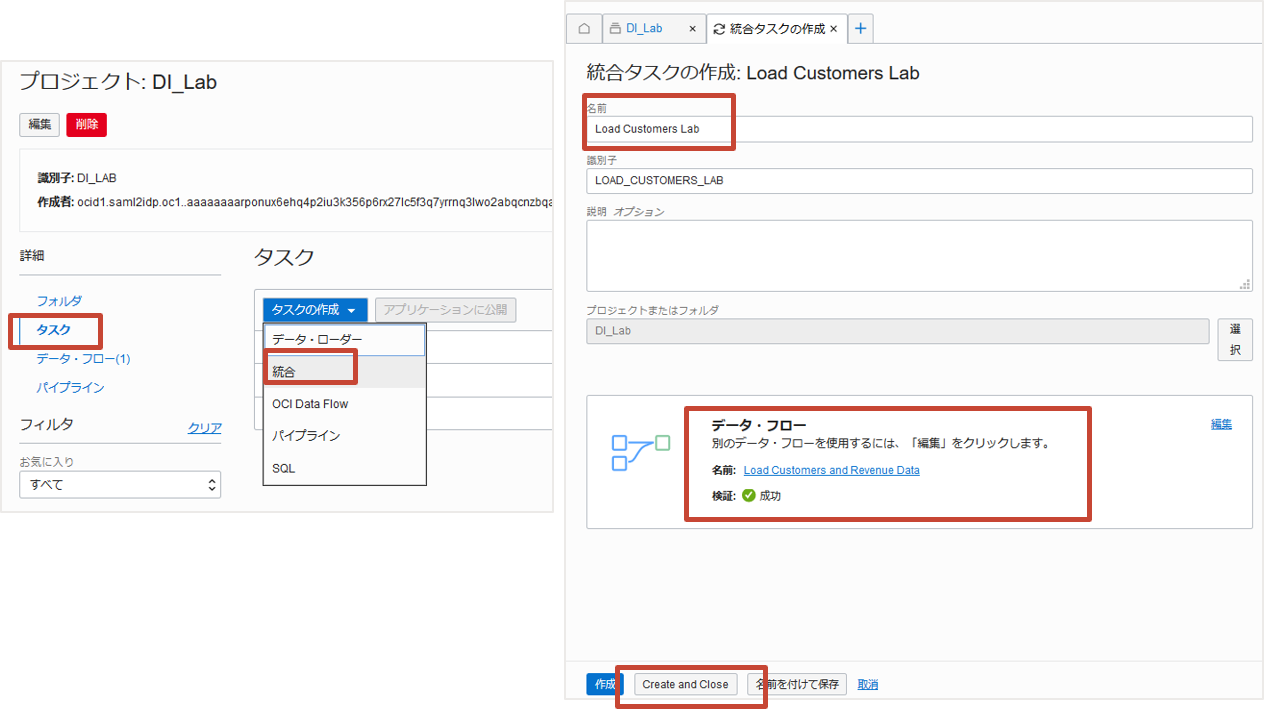 プロジェクト: DI_Lab
編集
削除
識別子: DI_LAB
作成者: ocid1.saml2idp.oc1..aaaaaaaarponux6ehq4p2iu3k356p6rx27lc5f3q7yrrnq3lwo2abqcnzbqa
詳細
フォルダ
タスク
データ・フロー(1)
パイプライン
フィルタ
クリア
お気に入り
すべて
タスク
タスクの作成
アプリケーションに公開
データ・ローダー
統合
OCI Data Flow
パイプライン
SQL
DI_Lab ×
統合タスクの作成 ×
+
統合タスクの作成: Load Customers Lab
名前
Load Customers Lab
識別子
LOAD_CUSTOMERS_LAB
説明 オプション
プロジェクトまたはフォルダ
DI_Lab
選
択
データ・フロー
編集
別のデータ・フローを使用するには、「編集」をクリックします。
名前: Load Customers and Revenue Data
検証: 成功
作成
Create and Close
名前を付けて保存
取消